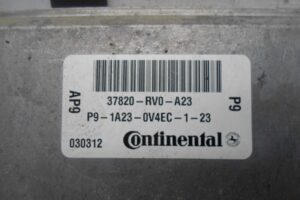 AP9
37820-RV0-A23
P9
P9-1A23-0V4EC-1-23
030312
Continental